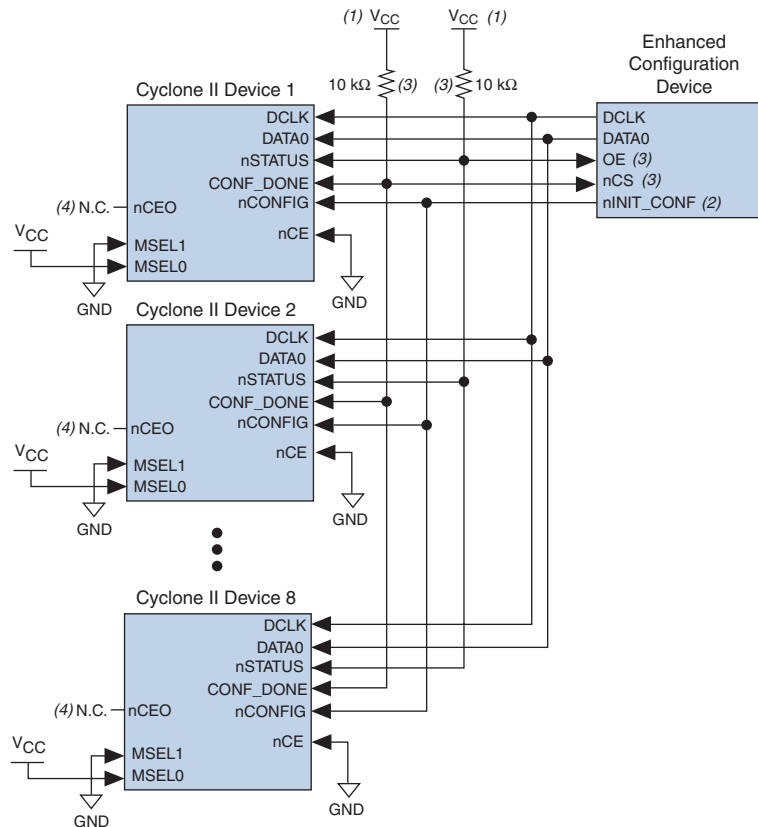 (1) VCC
VCC (1)
10 kΩ (3)
(3) 10 kΩ
Enhanced
Configuration
Device
DCLK
DATA0
OE (3)
nCS (3)
nINIT_CONF (2)
Cyclone II Device 1
DCLK
DATA0
nSTATUS
CONF_DONE
nCONFIG
(4) N.C.
nCEO
VCC
MSEL1
MSEL0
nCE
GND
GND
Cyclone II Device 2
DCLK
DATA0
nSTATUS
CONF_DONE
nCONFIG
(4) N.C.
nCEO
VCC
MSEL1
MSEL0
nCE
GND
GND
Cyclone II Device 8
DCLK
DATA0
nSTATUS
CONF_DONE
nCONFIG
(4) N.C.
nCEO
VCC
MSEL1
MSEL0
nCE
GND
GND